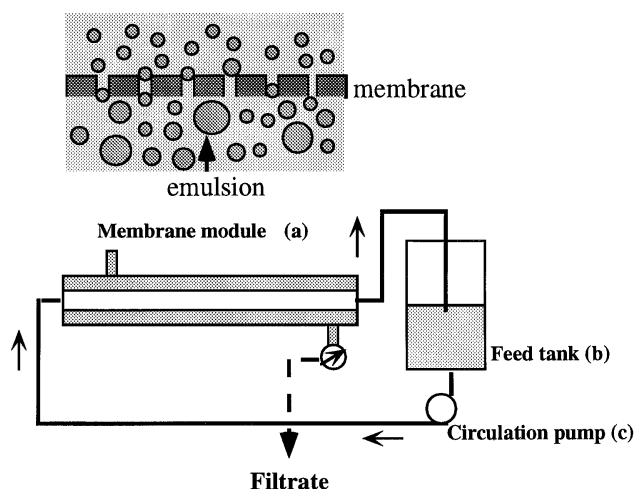 membrane
emulsion
Membrane module (a)
Feed tank (b)
Circulation pump (c)
Filtrate